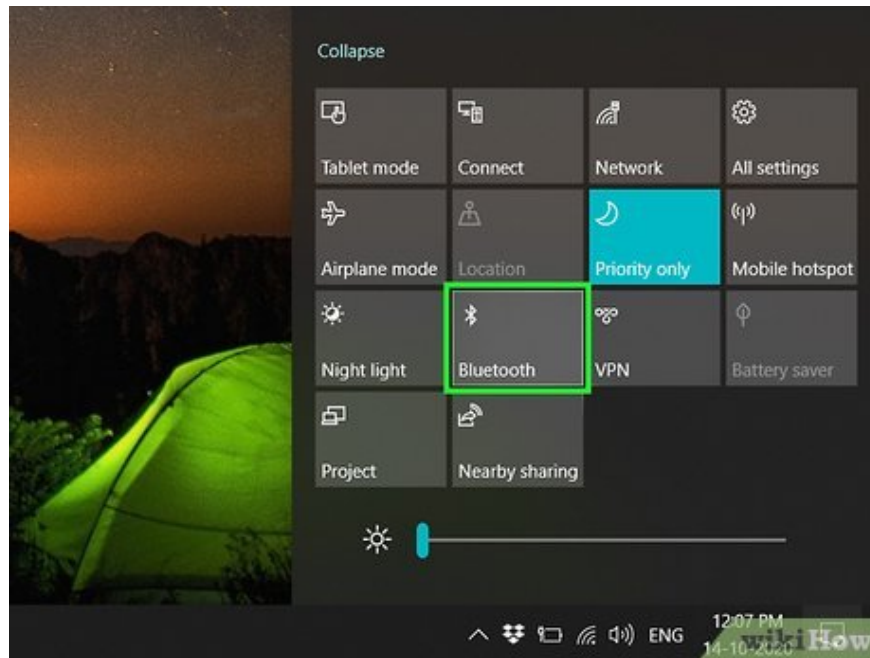 Collapse
Tablet mode
Connect
Network
All settings
Airplane mode
Location
Priority only
Mobile hotspot
Night light
Bluetooth
VPN
Battery saver
Project
Nearby sharing
ENG
12:07 PM
14-10-2020
wikiHow